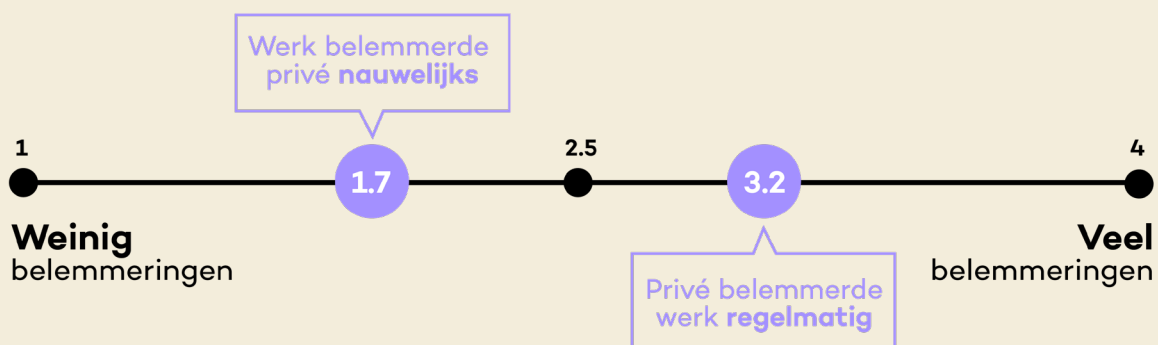 Werk belemmerde
privé nauwelijks
1
2.5
4
1.7
3.2
Weinig
belemmeringen
Veel
belemmeringen
Privé belemmerde
werk regelmatig